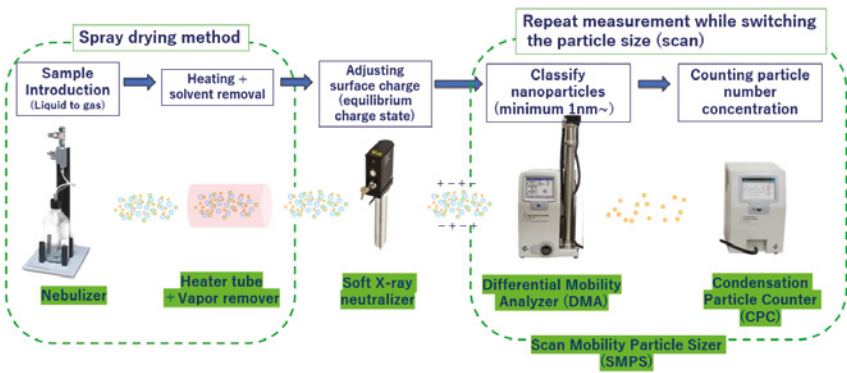 Spray drying method
Repeat measurement while switching
the particle size (scan)
Sample
Introduction
(Liquid to gas)
Heating +
solvent removal
Adjusting
surface charge
(equilibrium
charge state)
Classify
nanoparticles
(minimum 1nm~)
Counting particle
number
concentration
+-+-
-+-+
Nebulizer
Heater tube
+Vapor remover
Soft X-ray
neutralizer
Differential Mobility
Analyzer (DMA)
Condensation
Particle Counter
(CPC)
Scan Mobility Particle Sizer
(SMPS)